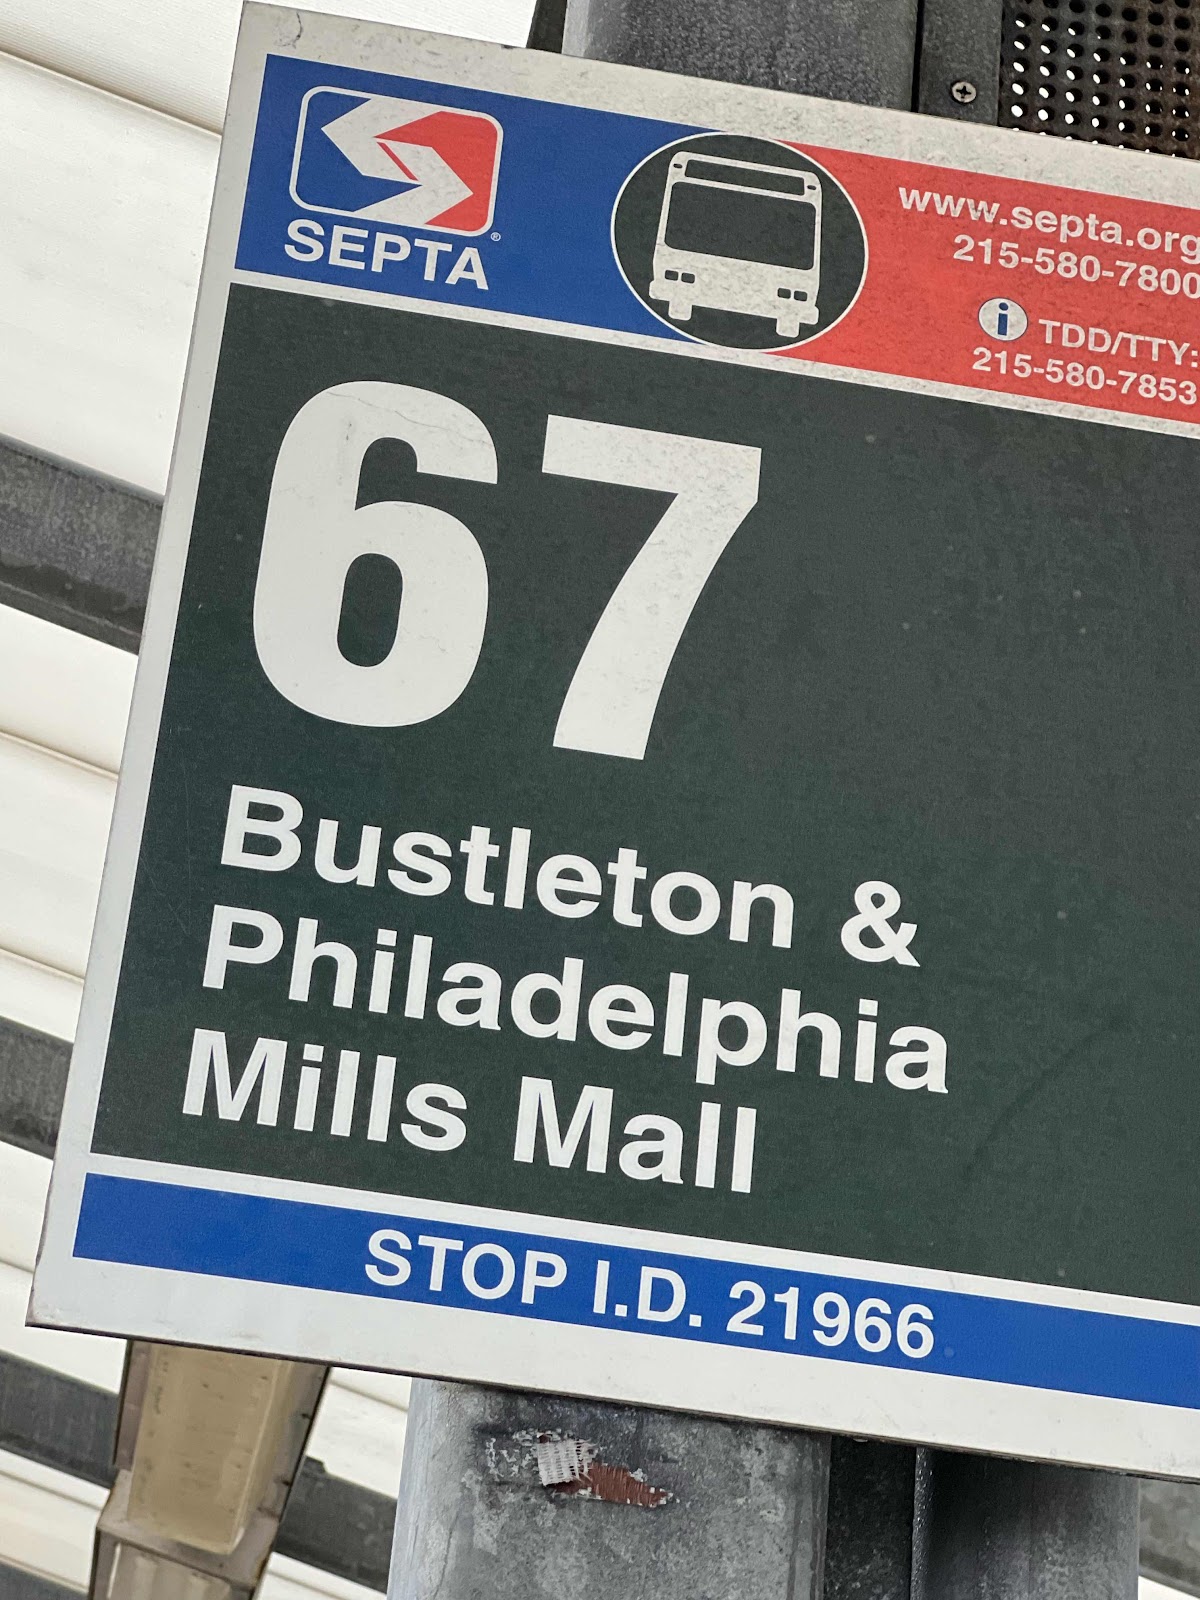 SEPTA®
www.septa.org
215-580-7800
i TDD/TTY:
215-580-7853
67
Bustleton &
Philadelphia
Mills Mall
STOP I.D. 21966